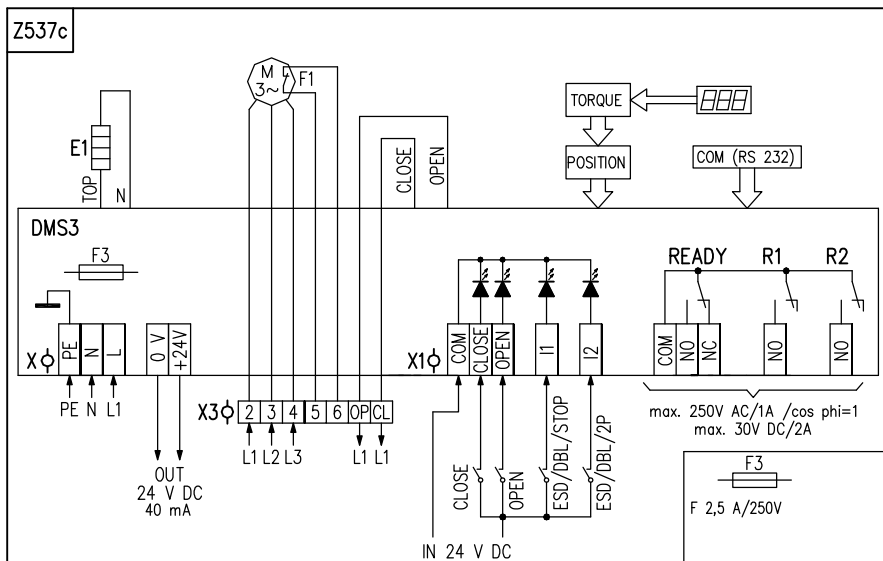 Z537c
M
3~
F1
E1
TOP
N
CLOSE
OPEN
TORQUE
POSITION
COM (RS 232)
DMS3
F3
READY
R1
R2
X
PE
N
L
0 V
+24V
X1
COM
CLOSE
OPEN
I1
I2
COM
NO
NC
NO
NO
PE N L1
X3
2
3
4
5
6
OP
CL
L1 L2 L3
L1 L1
OUT
24 V DC
40 mA
CLOSE
OPEN
ESD/DBL/STOP
ESD/DBL/2P
IN 24 V DC
max. 250V AC/1A /cos phi=1
max. 30V DC/2A
F3
F 2,5 A/250V